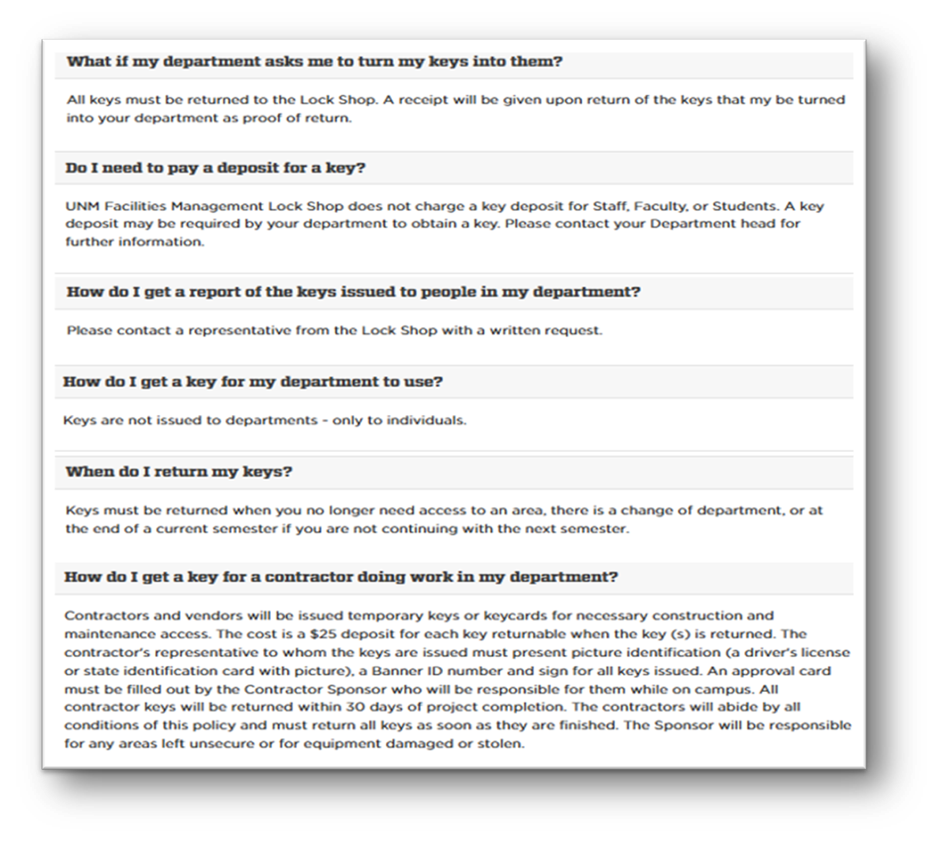 What if my department asks me to turn my keys into them?
All keys must be returned to the Lock Shop. A receipt will be given upon return of the keys that my be turned
into your department as proof of return.
Do I need to pay a deposit for a key?
UNM Facilities Management Lock Shop does not charge a key deposit for Staff, Faculty, or Students. A key
deposit may be required by your department to obtain a key. Please contact your Department head for
further information.
How do I get a report of the keys issued to people in my department?
Please contact a representative from the Lock Shop with a written request.
How do I get a key for my department to use?
Keys are not issued to departments - only to individuals.
When do I return my keys?
Keys must be returned when you no longer need access to an area, there is a change of department, or at
the end of a current semester if you are not continuing with the next semester.
How do I get a key for a contractor doing work in my department?
Contractors and vendors will be issued temporary keys or keycards for necessary construction and
maintenance access. The cost is a $25 deposit for each key returnable when the key (s) is returned. The
contractor's representative to whom the keys are issued must present picture identification (a driver's license
or state identification card with picture), a Banner ID number and sign for all keys issued. An approval card
must be filled out by the Contractor Sponsor who will be responsible for them while on campus. All
contractor keys will be returned within 30 days of project completion. The contractors will abide by all
conditions of this policy and must return all keys as soon as they are finished. The Sponsor will be responsible
for any areas left unsecure or for equipment damaged or stolen.